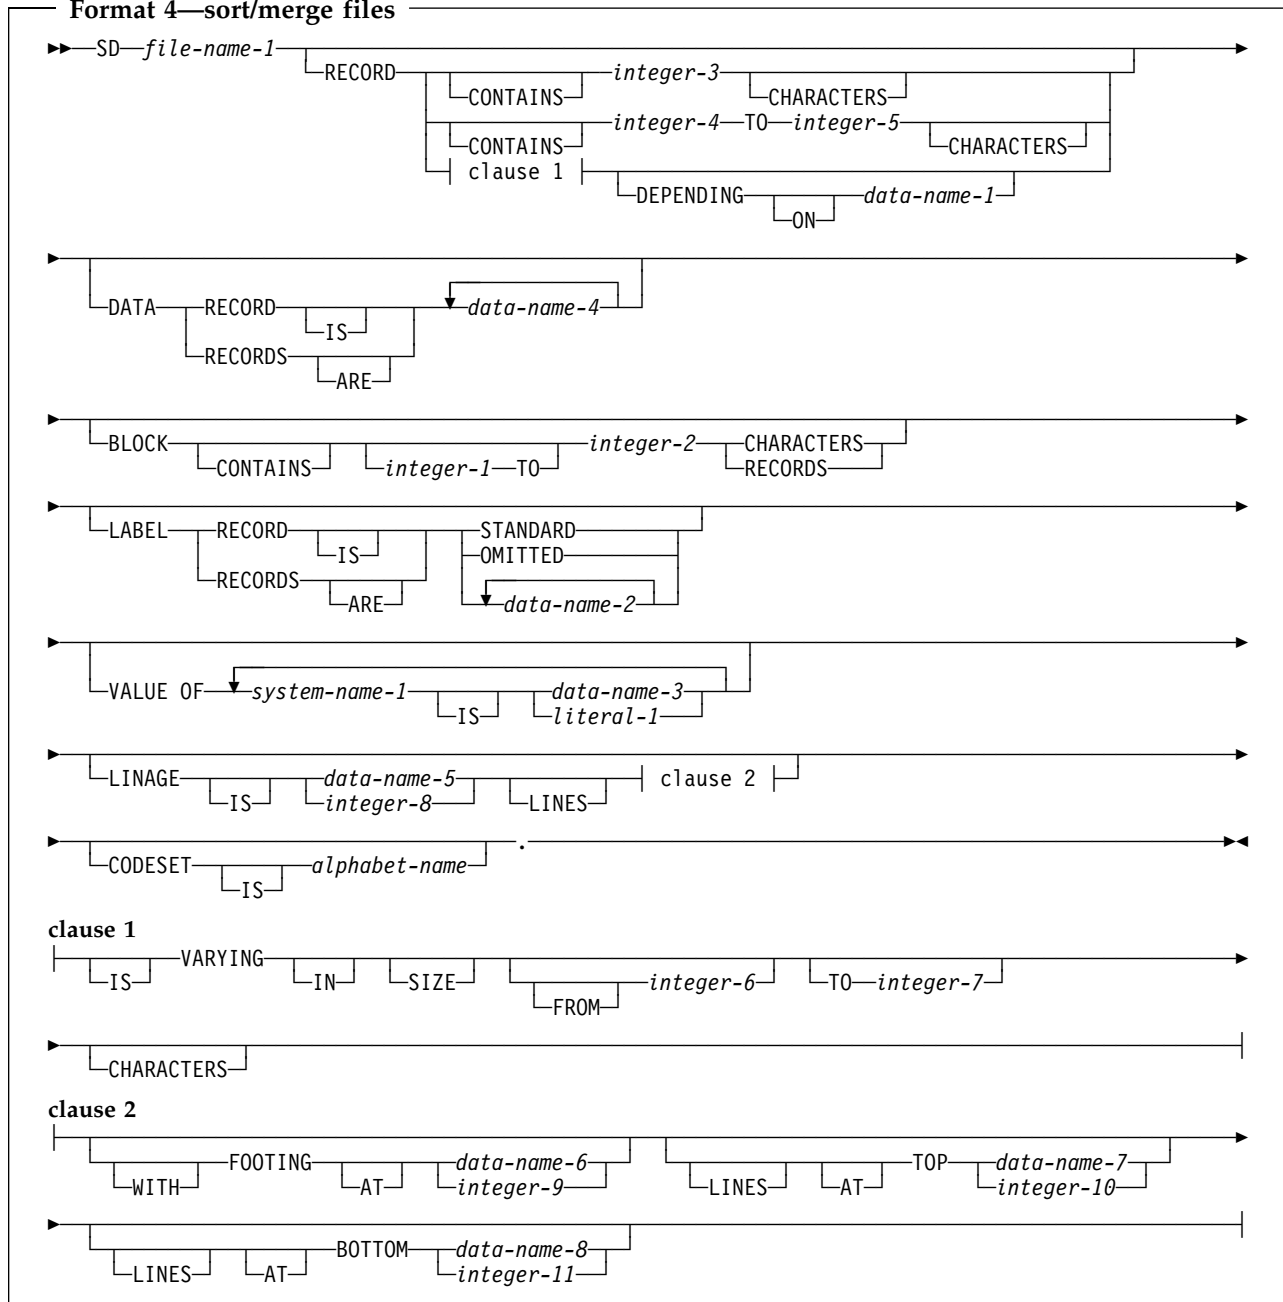 Format 4—sort/merge files
SD file-name-1
RECORD integer-3
CONTAINS CHARACTERS
integer-4 TO integer-5
CONTAINS CHARACTERS
clause 1
DEPENDING data-name-1
ON
DATA RECORD data-name-4
IS
RECORDS
ARE
BLOCK integer-2 CHARACTERS
CONTAINS integer-1 TO RECORDS
LABEL RECORD STANDARD
IS OMITTED
RECORDS
ARE data-name-2
VALUE OF system-name-1 data-name-3
IS literal-1
LINAGE data-name-5 clause 2
IS integer-8 LINES
.
CODESET alphabet-name
IS
clause 1
VARYING
IS IN SIZE integer-6 TO integer-7
FROM
CHARACTERS
clause 2
FOOTING data-name-6 TOP data-name-7
WITH AT integer-9 LINES AT integer-10
BOTTOM data-name-8
LINES AT integer-11